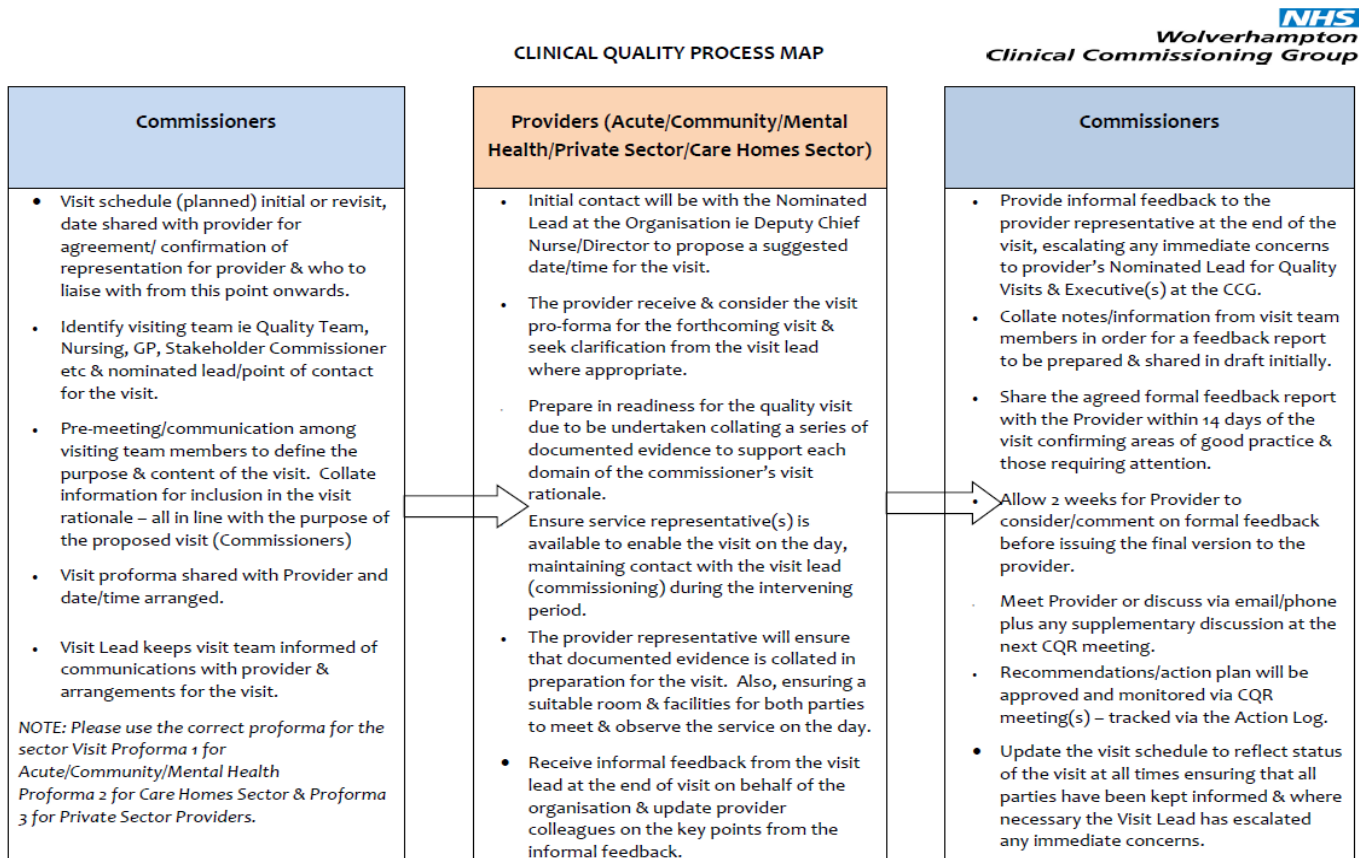 NHS
Wolverhampton
Clinical Commissioning Group
CLINICAL QUALITY PROCESS MAP
Commissioners
• Visit schedule (planned) initial or revisit,
date shared with provider for
agreement/ confirmation of
representation for provider & who to
liaise with from this point onwards.
• Identify visiting team ie Quality Team,
Nursing, GP, Stakeholder Commissioner
etc & nominated lead/point of contact
for the visit.
• Pre-meeting/communication among
visiting team members to define the
purpose & content of the visit. Collate
information for inclusion in the visit
rationale – all in line with the purpose of
the proposed visit (Commissioners)
• Visit proforma shared with Provider and
date/time arranged.
• Visit Lead keeps visit team informed of
communications with provider &
arrangements for the visit.
NOTE: Please use the correct proforma for the
sector Visit Proforma 1 for
Acute/Community/Mental Health
Proforma 2 for Care Homes Sector & Proforma
3 for Private Sector Providers.
Providers (Acute/Community/Mental
Health/Private Sector/Care Homes Sector)
• Initial contact will be with the Nominated
Lead at the Organisation ie Deputy Chief
Nurse/Director to propose a suggested
date/time for the visit.
• The provider receive & consider the visit
pro-forma for the forthcoming visit &
seek clarification from the visit lead
where appropriate.
. Prepare in readiness for the quality visit
due to be undertaken collating a series of
documented evidence to support each
domain of the commissioner's visit
rationale.
Ensure service representative(s) is
available to enable the visit on the day,
maintaining contact with the visit lead
(commissioning) during the intervening
period.
• The provider representative will ensure
that documented evidence is collated in
preparation for the visit. Also, ensuring a
suitable room & facilities for both parties
to meet & observe the service on the day.
• Receive informal feedback from the visit
lead at the end of visit on behalf of the
organisation & update provider
colleagues on the key points from the
informal feedback.
Commissioners
• Provide informal feedback to the
provider representative at the end of the
visit, escalating any immediate concerns
to provider's Nominated Lead for Quality
Visits & Executive(s) at the CCG.
• Collate notes/information from visit team
members in order for a feedback report
to be prepared & shared in draft initially.
• Share the agreed formal feedback report
with the Provider within 14 days of the
visit confirming areas of good practice &
those requiring attention.
• Allow 2 weeks for Provider to
consider/comment on formal feedback
before issuing the final version to the
provider.
. Meet Provider or discuss via email/phone
plus any supplementary discussion at the
next CQR meeting.
• Recommendations/action plan will be
approved and monitored via CQR
meeting(s) – tracked via the Action Log.
• Update the visit schedule to reflect status
of the visit at all times ensuring that all
parties have been kept informed & where
necessary the Visit Lead has escalated
any immediate concerns.